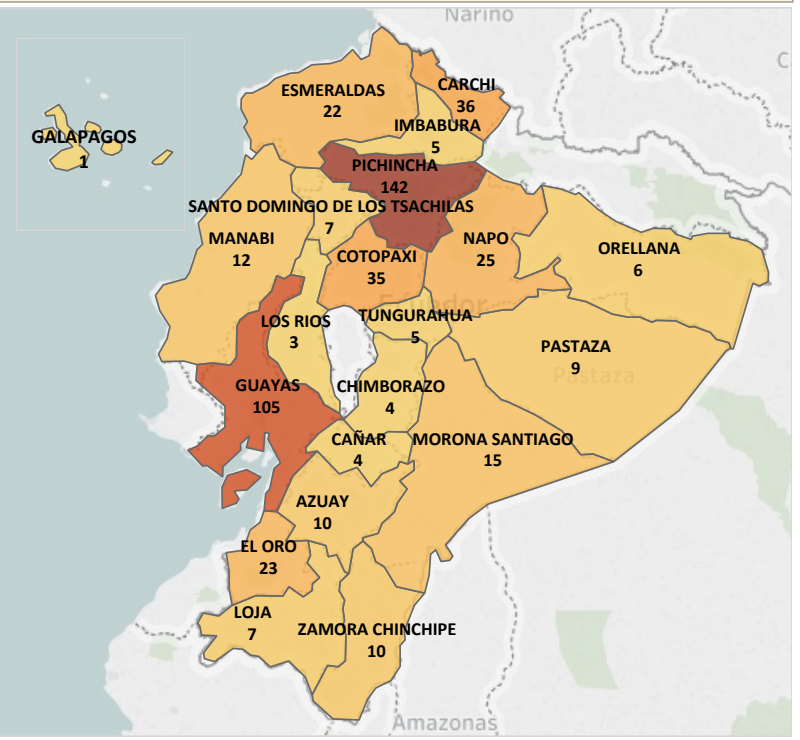 Nariño
ESMERALDAS
22
CARCHI
36
IMBABURA
5
GALAPAGOS
1
PICHINCHA
142
SANTO DOMINGO DE LOS TSACHILAS
7
MANABI
12
NAPO
25
ORELLANA
6
COTOPAXI
35
Ecuador
TUNGURAHUA
5
LOS RIOS
3
PASTAZA
9
Pastaza
GUAYAS
105
CHIMBORAZO
4
CAÑAR
4
MORONA SANTIAGO
15
AZUAY
10
EL ORO
23
LOJA
7
ZAMORA CHINCHIPE
10
Amazonas